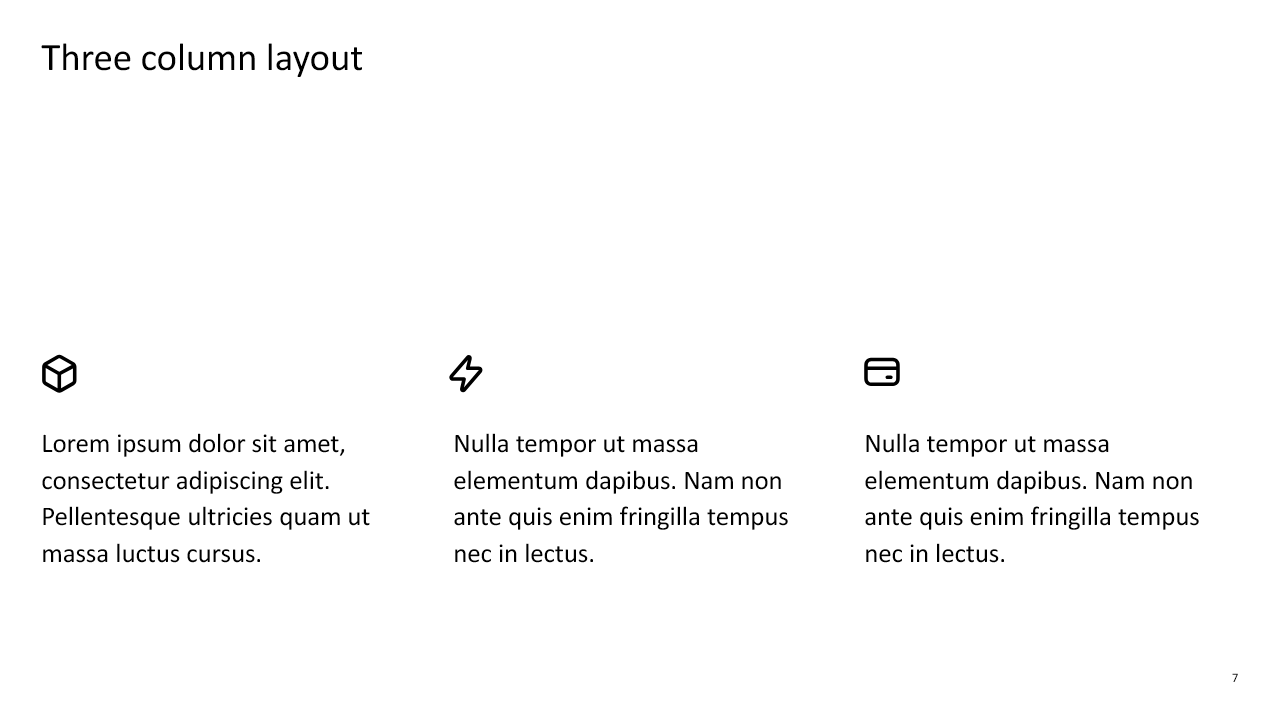 Three column layout
Lorem ipsum dolor sit amet,
consectetur adipiscing elit.
Pellentesque ultricies quam ut
massa luctus cursus.
Nulla tempor ut massa
elementum dapibus. Nam non
ante quis enim fringilla tempus
nec in lectus.
Nulla tempor ut massa
elementum dapibus. Nam non
ante quis enim fringilla tempus
nec in lectus.
7